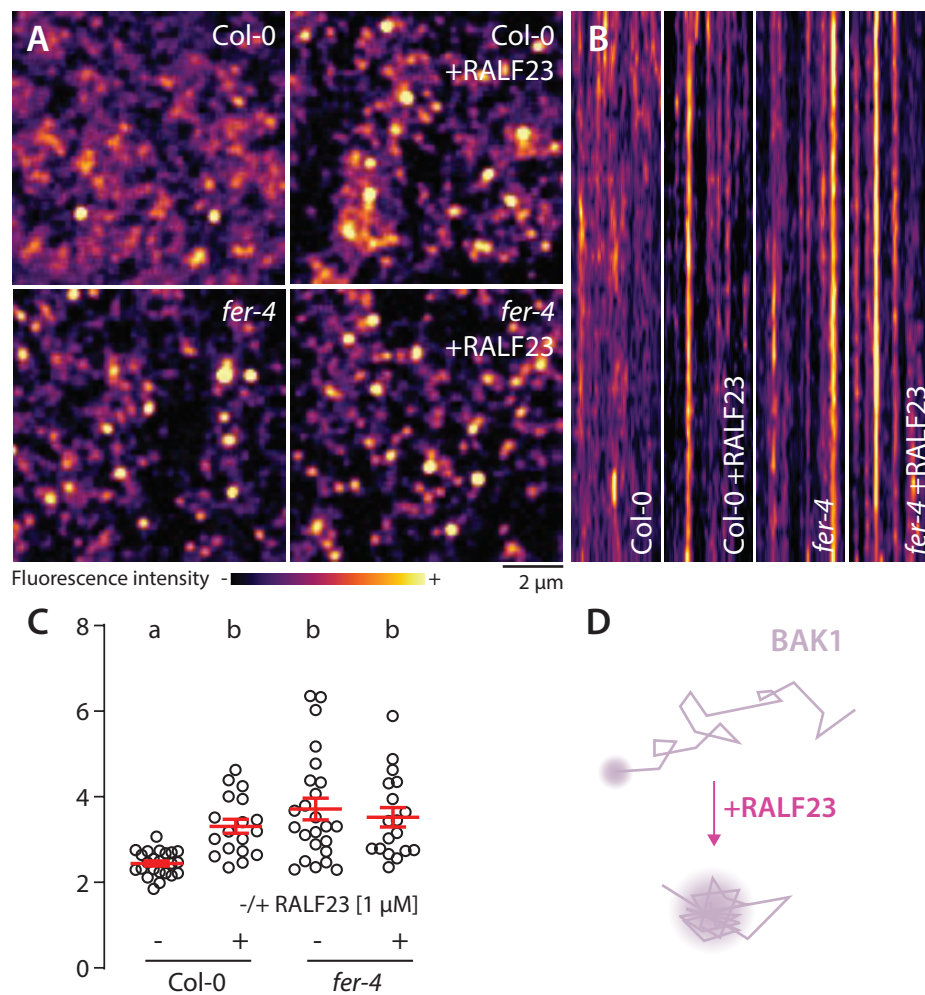 A
Col-0
Col-0
+RALF23
fer-4
fer-4
+RALF23
B
Col-0
Col-0 +RALF23
fer-4
fer-4 +RALF23
Fluorescence intensity - +
2 µm
C
8
6
4
2
0
a b b b
-/+ RALF23 [1 µM]
- + - +
Col-0 fer-4
D
BAK1
+RALF23